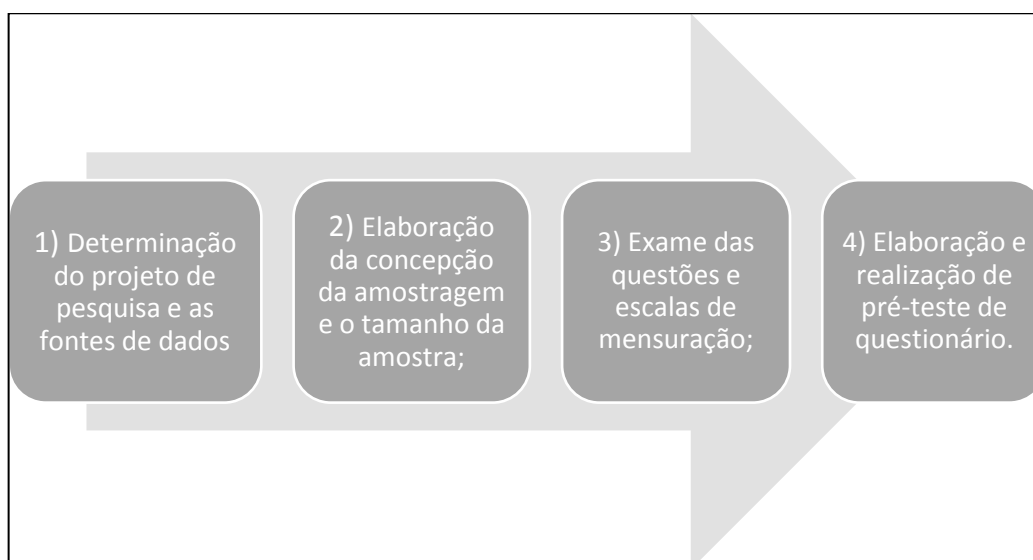 1) Determinação
do projeto de
pesquisa e as
fontes de dados
2) Elaboração
da concepção
da amostragem
e o tamanho da
amostra;
3) Exame das
questões e
escalas de
mensuração;
4) Elaboração e
realização de
pré-teste de
questionário.